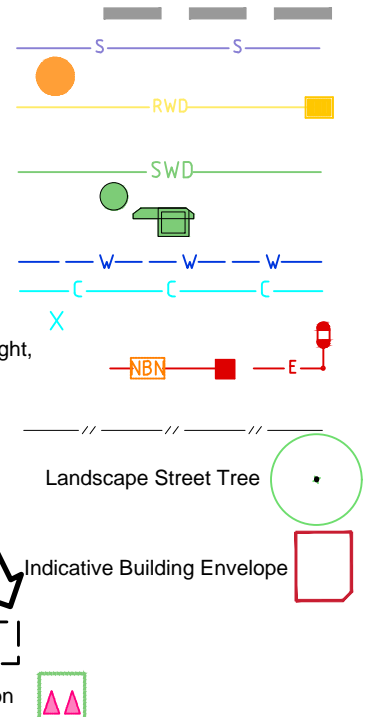 S S
RWD
SWD
W W W
C C C
X
ght,
NBN E
// // //
Landscape Street Tree
Indicative Building Envelope
on